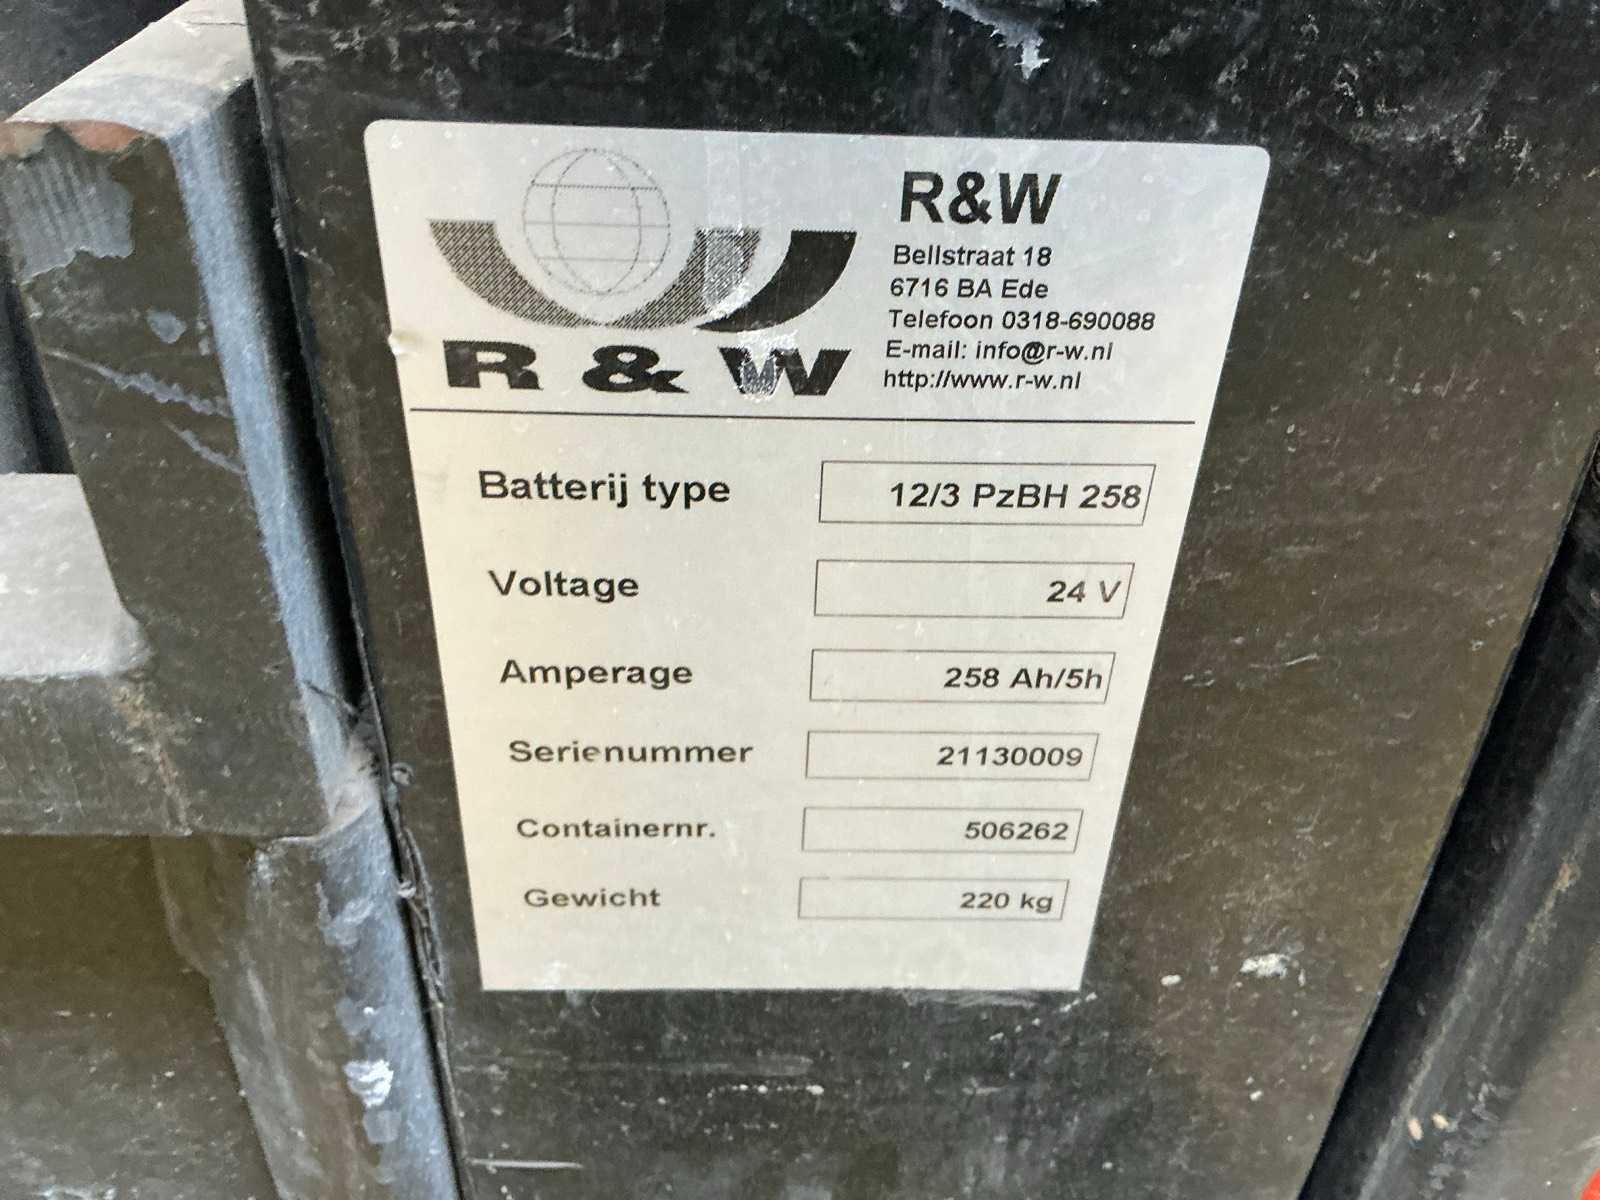 R & W
R&W
Bellstraat 18
6716 BA Ede
Telefoon 0318-690088
E-mail: info@r-w.nl
http://www.r-w.nl
Batterij type 12/3 PzBH 258
Voltage 24 V
Amperage 258 Ah/5h
Serienummer 21130009
Containernr. 506262
Gewicht 220 kg